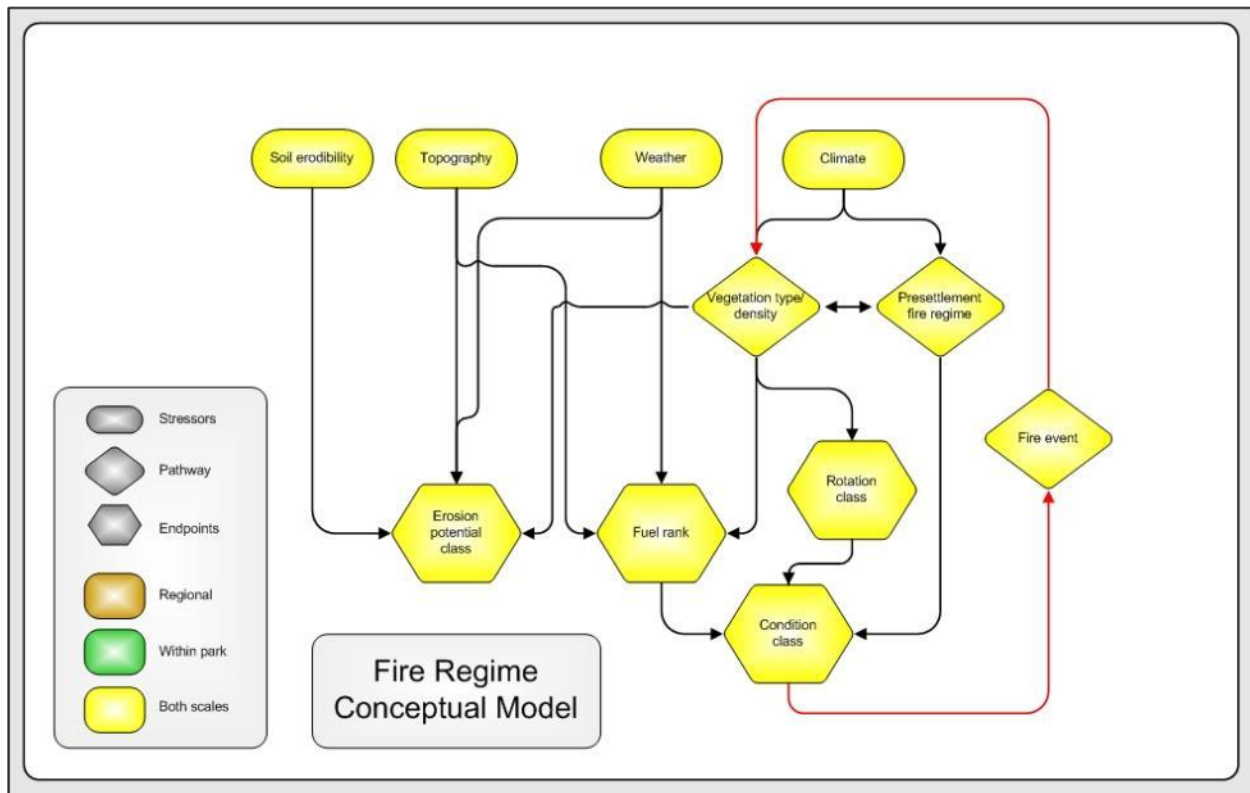 Soil erodibility
Topography
Weather
Climate
Vegetation type/
density
Presettlement
fire regime
Fire event
Rotation
class
Erosion
potential
class
Fuel rank
Condition
class
Stressors
Pathway
Endpoints
Regional
Within park
Both scales
Fire Regime
Conceptual Model